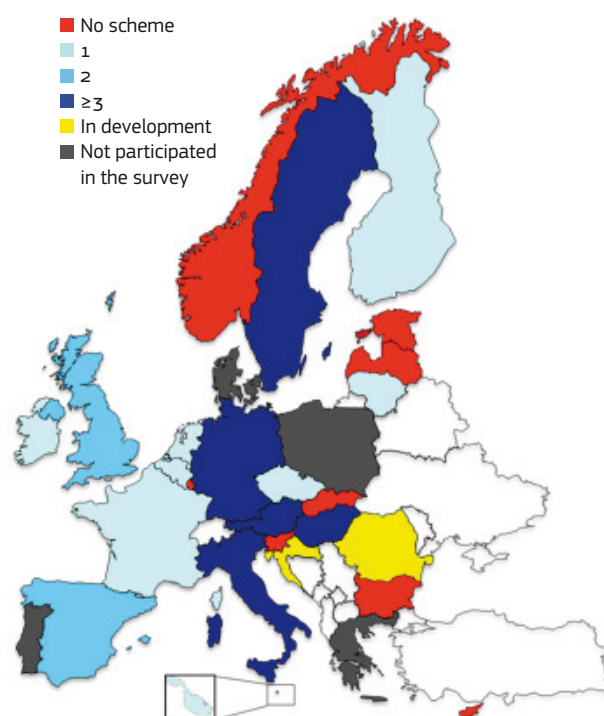 No scheme
1
2
≥3
In development
Not participated
in the survey